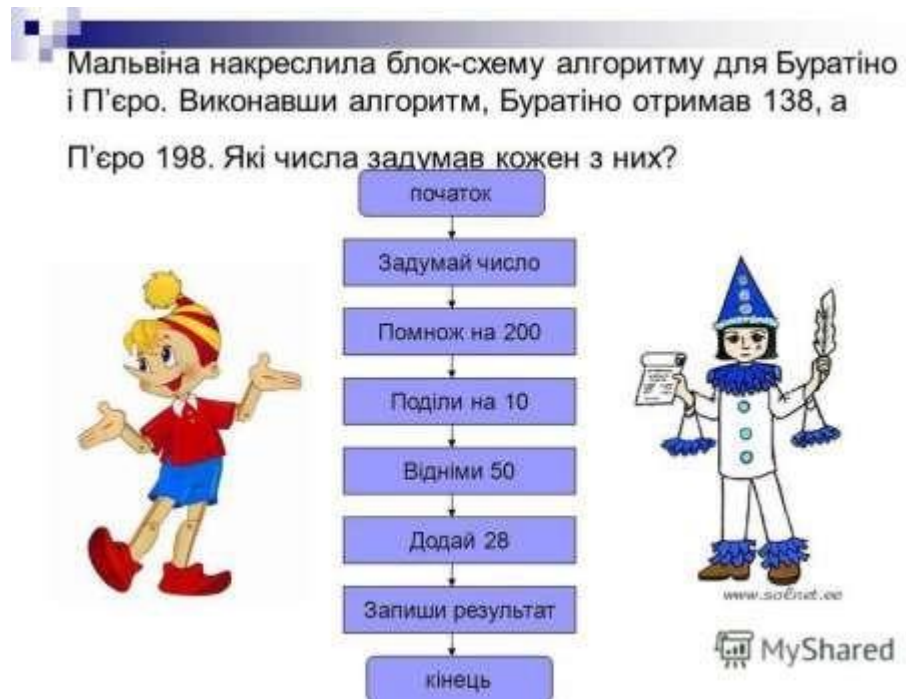 Мальвіна накреслила блок-схему алгоритму для Буратіно
і П'єро. Виконавши алгоритм, Буратіно отримав 138, а
П'єро 198. Які числа задумав кожен з них?
початок
Задумай число
Помнож на 200
Поділи на 10
Відніми 50
Додай 28
Запиши результат
кінець
www.solnet.ee
MyShared